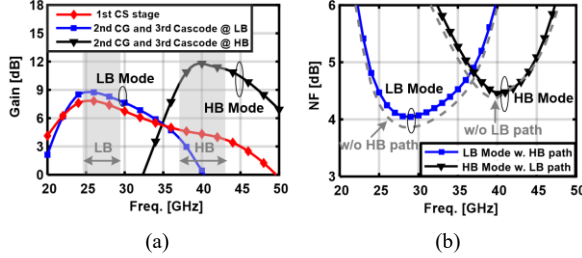 1st CS stage
2nd CG and 3rd Cascode @ LB
2nd CG and 3rd Cascade @ HB
Gain [dB]
18
15
12
9
6
3
0
LB Mode
HB
Mode
LB
HB
20 25 30 35 40 45 50
Freq. [GHz]
(a)
NF [dB]
6
5
4
3
LB Mode
HB Mode
w/o LB path
w/o HB path
LB Mode w. HB path
HB Mode w. LB path
20 25 30 35 40 45 50
Freq. [GHz]
(b)